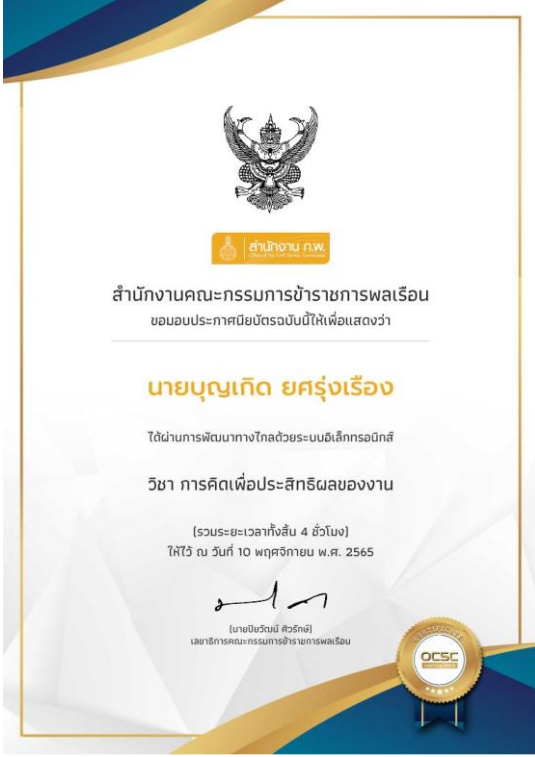 สำนักงาน ก.พ.
Office of the Civil Service Commission
สำนักงานคณะกรรมการข้าราชการพลเรือน
ขอมอบประกาศนียบัตรฉบับนี้ให้เพื่อแสดงว่า
นายบุญเกิด ยศรุ่งเรือง
ได้ผ่านการพัฒนาทางไกลด้วยระบบอิเล็กทรอนิกส์
วิชา การคิดเพื่อประสิทธิผลของงาน
(รวมระยะเวลาทั้งสิ้น 4 ชั่วโมง)
ให้ไว้ ณ วันที่ 10 พฤศจิกายน พ.ศ. 2565
(นายปิยวัฒน์ ศิวรักษ์)
เลขาธิการคณะกรรมการข้าราชการพลเรือน
CERTIFICATE
OCSC